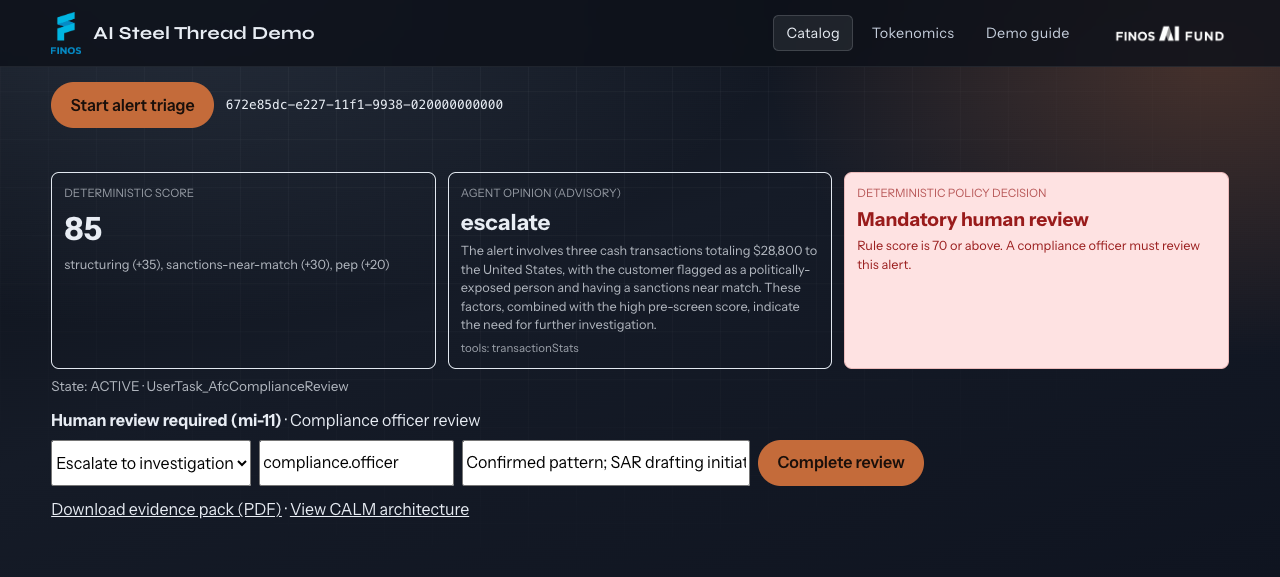 FINOS
AI Steel Thread Demo
Catalog
Tokenomics
Demo guide
FINOS AI FUND
Start alert triage
672e85dc-e227-11f1-9938-020000000000
DETERMINISTIC SCORE
85
structuring (+35), sanctions-near-match (+30), pep (+20)
AGENT OPINION (ADVISORY)
escalate
The alert involves three cash transactions totaling $28,800 to
the United States, with the customer flagged as a politically-
exposed person and having a sanctions near match. These
factors, combined with the high pre-screen score, indicate
the need for further investigation.
tools: transactionStats
DETERMINISTIC POLICY DECISION
Mandatory human review
Rule score is 70 or above. A compliance officer must review
this alert.
State: ACTIVE · UserTask_AfcComplianceReview
Human review required (mi-11) · Compliance officer review
Escalate to investigation
compliance.officer
Confirmed pattern; SAR drafting initiat
Complete review
Download evidence pack (PDF) · View CALM architecture